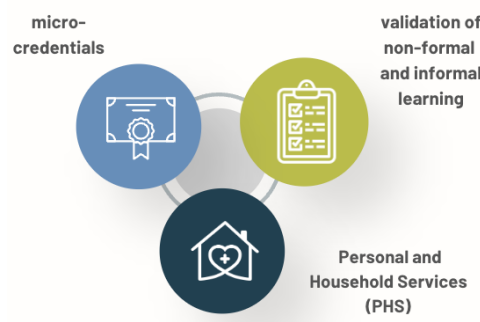 micro-
credentials
validation of
non-formal
and informal
learning
Personal and
Household Services
(PHS)